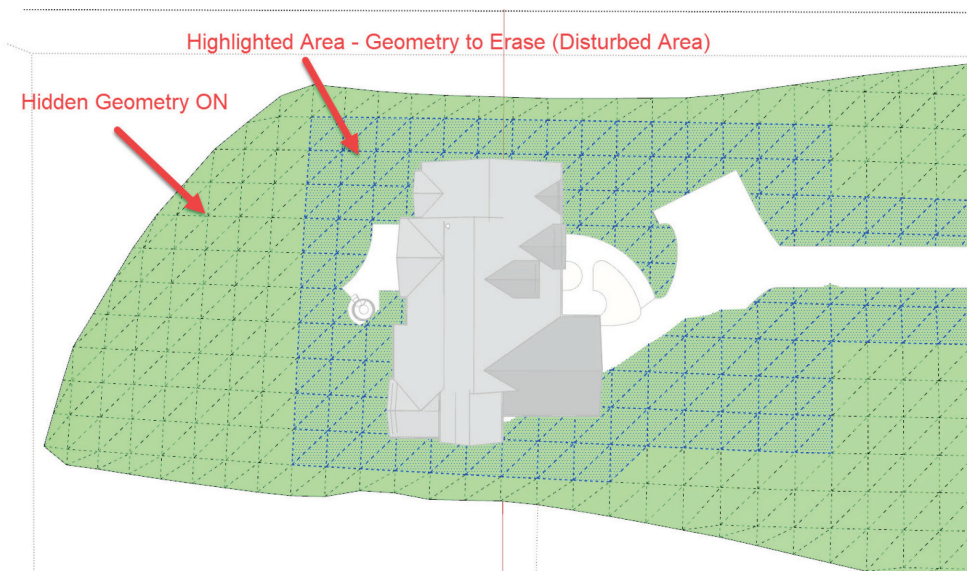 Highlighted Area - Geometry to Erase (Disturbed Area)
Hidden Geometry ON